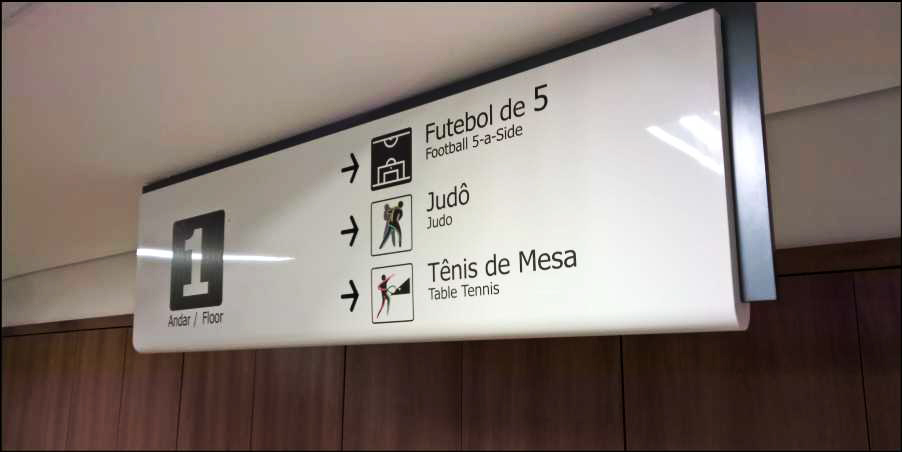 1
Andar / Floor
Futebol de 5
Football 5-a-Side
Judô
Judo
Tênis de Mesa
Table Tennis